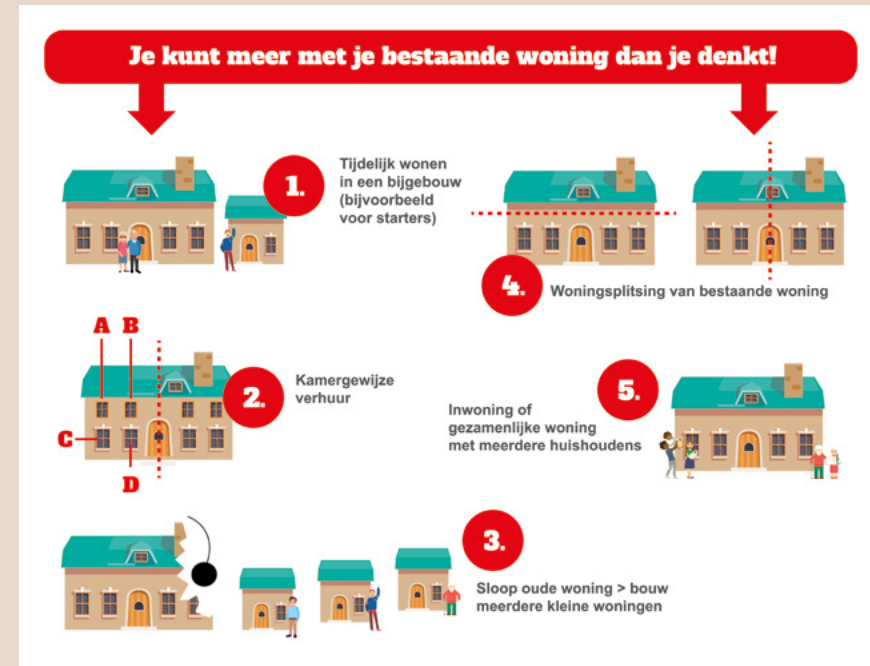 Je kunt meer met je bestaande woning dan je denkt!
1.
Tijdelijk wonen
in een bijgebouw
(bijvoorbeeld
voor starters)
4.
Woningsplitsing van bestaande woning
A B
C
D
2.
Kamergewijze
verhuur
5.
Inwoning of
gezamenlijke woning
met meerdere huishoudens
3.
Sloop oude woning > bouw
meerdere kleine woningen